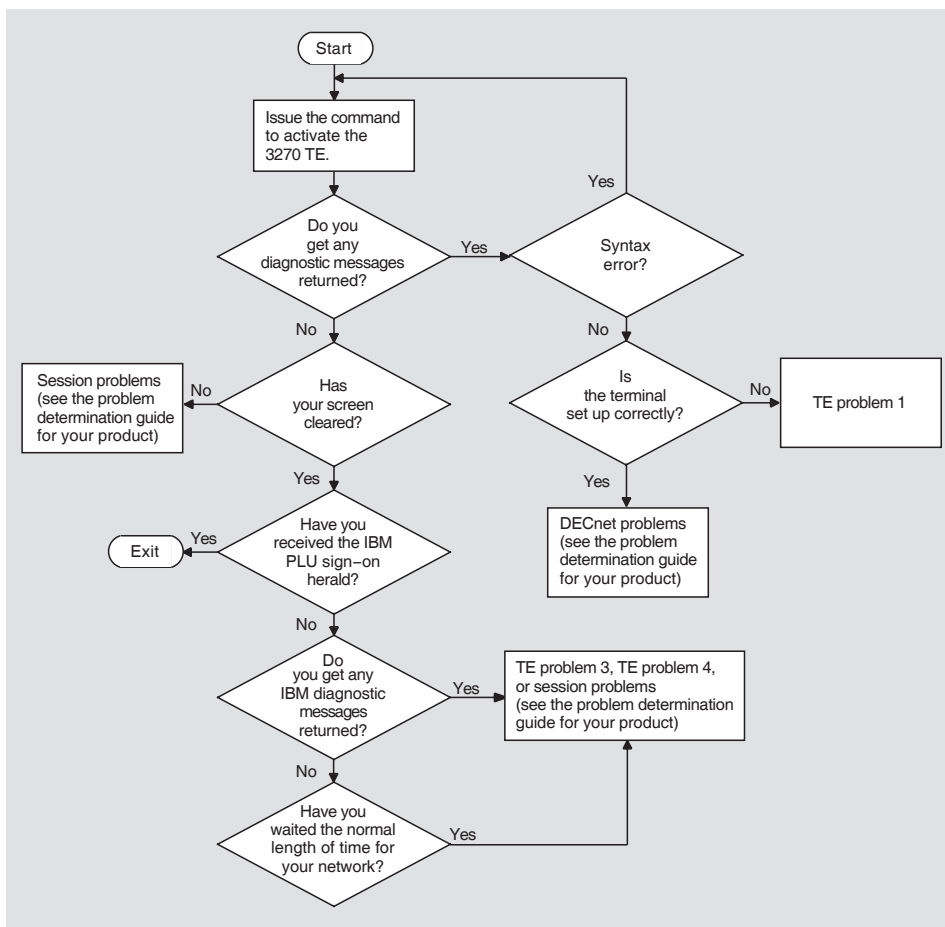 Start
Issue the command
to activate the
3270 TE.
Do you
get any
diagnostic messages
returned?
Yes
Syntax
error?
Yes
No
No
Has
your screen
cleared?
No
Session problems
(see the problem
determination guide
for your product)
Is
the terminal
set up correctly?
No
TE problem 1
Yes
Yes
DECnet problems
(see the problem
determination guide
for your product)
Have you
received the IBM
PLU sign−on
herald?
Yes
Exit
No
Do
you get any
IBM diagnostic
messages
returned?
Yes
TE problem 3, TE problem 4,
or session problems
(see the problem determination
guide for your product)
No
Have you
waited the normal
length of time for
your network?
Yes